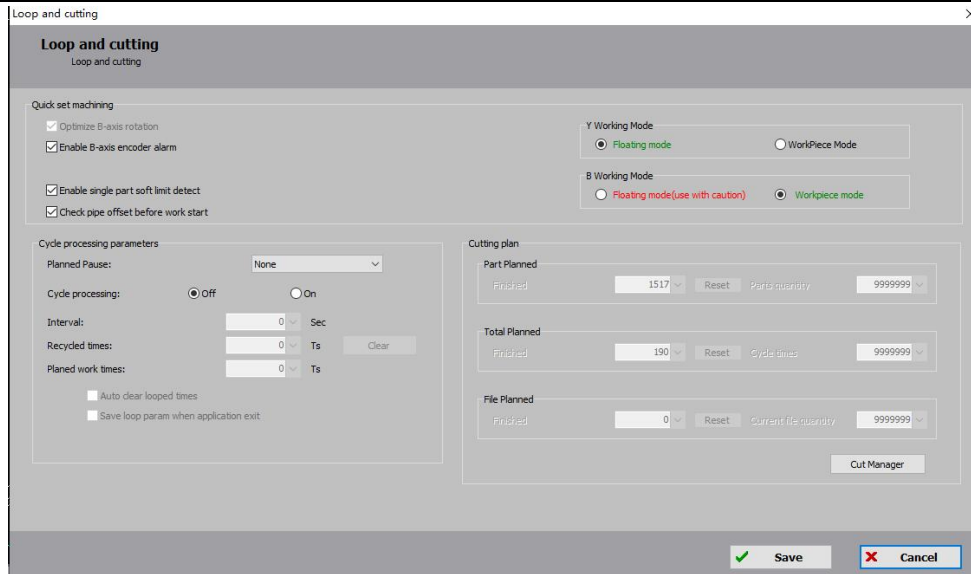 Loop and cutting
Loop and cutting
Loop and cutting
Quick set machining
Optimize B-axis rotation
Enable B-axis encoder alarm
Enable single part soft limit detect
Check pipe offset before work start
Y Working Mode
Floating mode WorkPiece Mode
B Working Mode
Floating mode(use with caution) Workpiece mode
Cycle processing parameters
Planned Pause: None
Cycle processing: Off On
Interval: 0 Sec
Recycled times: 0 Ts Clear
Planed work times: 0 Ts
Auto clear looped times
Save loop param when application exit
Cutting plan
Part Planned
Finished 1517 Reset Parts quantity 9999999
Total Planned
Finished 190 Reset Cycle times 9999999
File Planned
Finished 0 Reset Current file quantity 9999999
Cut Manager
Save Cancel